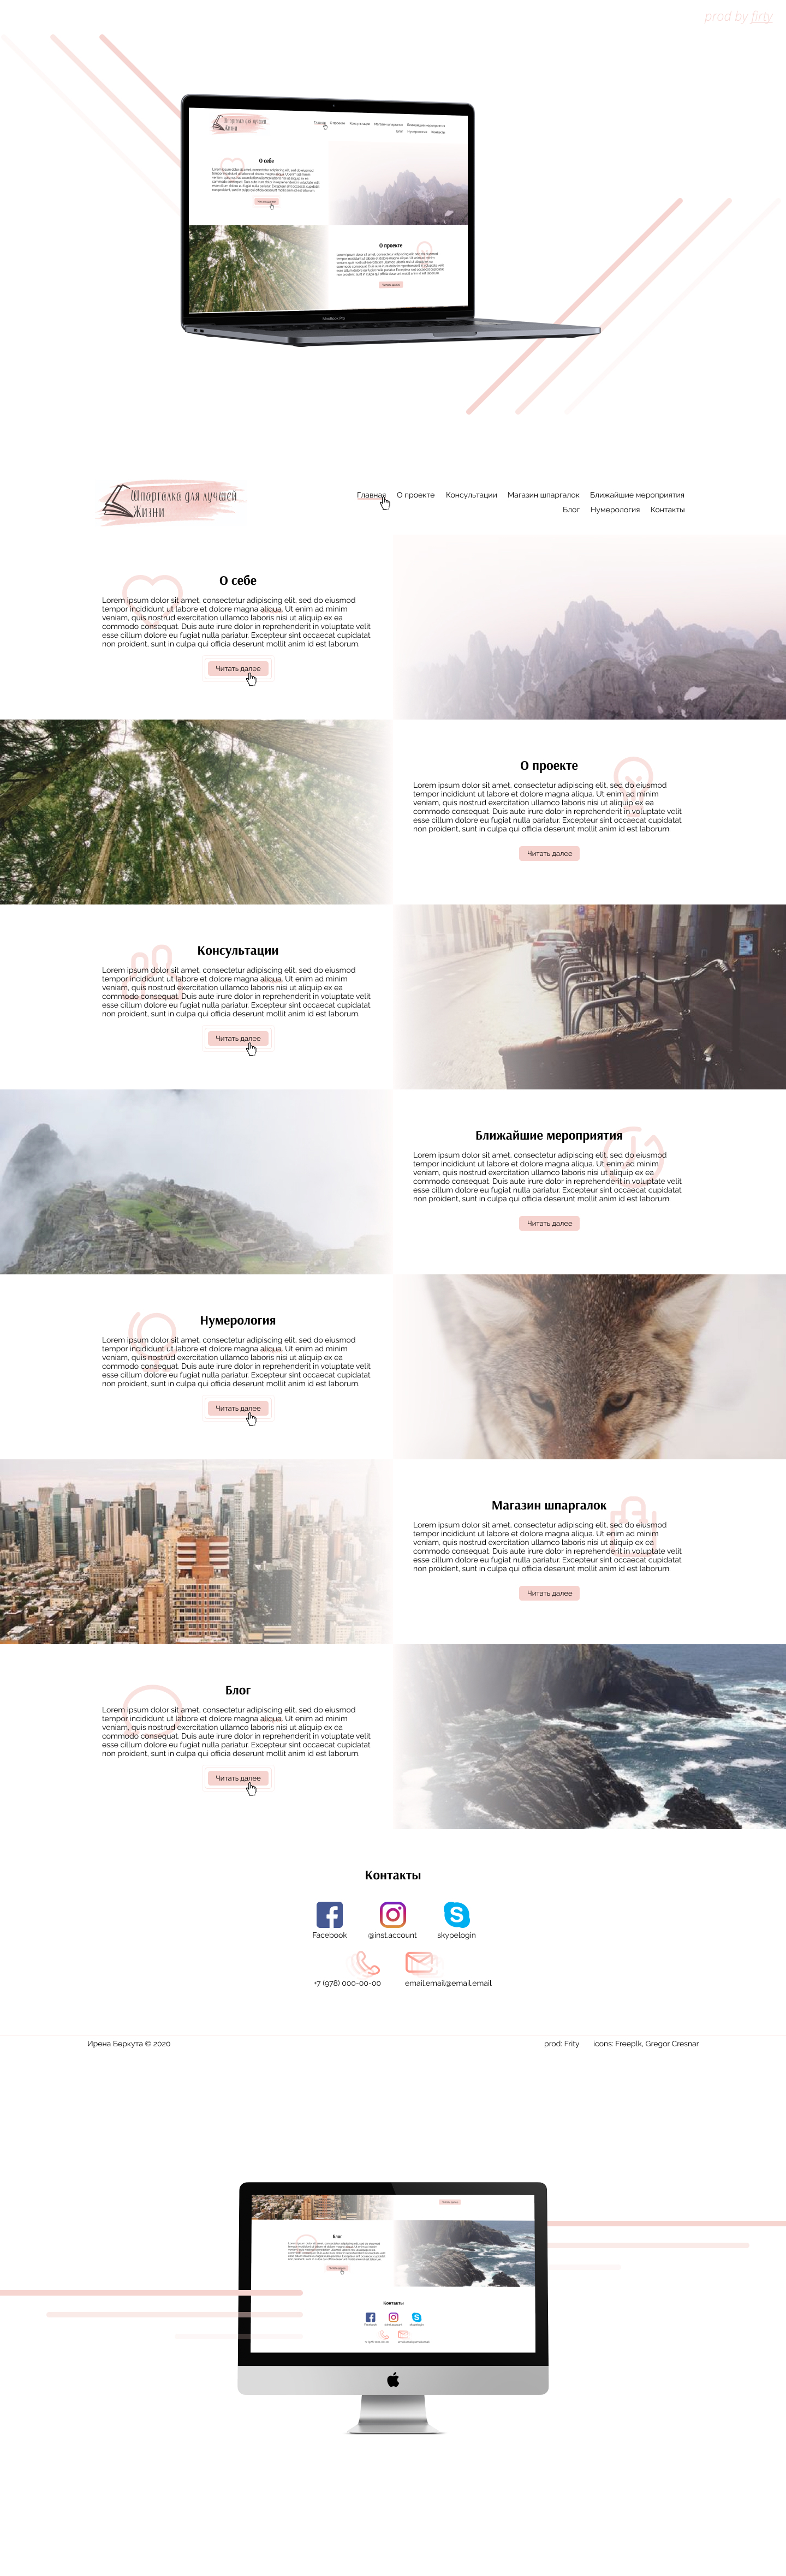 prod by firty
Шпаргалка для лучшей
Жизни
Главная О проекте Консультации Магазин шпаргалок Ближайшие мероприятия
Блог Нумерология Контакты
О себе
Lorem ipsum dolor sit amet, consectetur adipiscing elit, sed do eiusmod
tempor incididunt ut labore et dolore magna aliqua. Ut enim ad minim
veniam, quis nostrud exercitation ullamco laboris nisi ut aliquip ex ea
commodo consequat. Duis aute irure dolor in reprehenderit in voluptate velit
esse cillum dolore eu fugiat nulla pariatur. Excepteur sint occaecat cupidatat
non proident, sunt in culpa qui officia deserunt mollit anim id est laborum.
Читать далее
О проекте
Lorem ipsum dolor sit amet, consectetur adipiscing elit, sed do eiusmod
tempor incididunt ut labore et dolore magna aliqua. Ut enim ad minim
veniam, quis nostrud exercitation ullamco laboris nisi ut aliquip ex ea
commodo consequat. Duis aute irure dolor in reprehenderit in voluptate velit
esse cillum dolore eu fugiat nulla pariatur. Excepteur sint occaecat cupidatat
non proident, sunt in culpa qui officia deserunt mollit anim id est laborum.
Читать далее
Консультации
Lorem ipsum dolor sit amet, consectetur adipiscing elit, sed do eiusmod
tempor incididunt ut labore et dolore magna aliqua. Ut enim ad minim
veniam, quis nostrud exercitation ullamco laboris nisi ut aliquip ex ea
commodo consequat. Duis aute irure dolor in reprehenderit in voluptate velit
esse cillum dolore eu fugiat nulla pariatur. Excepteur sint occaecat cupidatat
non proident, sunt in culpa qui officia deserunt mollit anim id est laborum.
Читать далее
Ближайшие мероприятия
Lorem ipsum dolor sit amet, consectetur adipiscing elit, sed do eiusmod
tempor incididunt ut labore et dolore magna aliqua. Ut enim ad minim
veniam, quis nostrud exercitation ullamco laboris nisi ut aliquip ex ea
commodo consequat. Duis aute irure dolor in reprehenderit in voluptate velit
esse cillum dolore eu fugiat nulla pariatur. Excepteur sint occaecat cupidatat
non proident, sunt in culpa qui officia deserunt mollit anim id est laborum.
Читать далее
Нумерология
Lorem ipsum dolor sit amet, consectetur adipiscing elit, sed do eiusmod
tempor incididunt ut labore et dolore magna aliqua. Ut enim ad minim
veniam, quis nostrud exercitation ullamco laboris nisi ut aliquip ex ea
commodo consequat. Duis aute irure dolor in reprehenderit in voluptate velit
esse cillum dolore eu fugiat nulla pariatur. Excepteur sint occaecat cupidatat
non proident, sunt in culpa qui officia deserunt mollit anim id est laborum.
Читать далее
Магазин шпаргалок
Lorem ipsum dolor sit amet, consectetur adipiscing elit, sed do eiusmod
tempor incididunt ut labore et dolore magna aliqua. Ut enim ad minim
veniam, quis nostrud exercitation ullamco laboris nisi ut aliquip ex ea
commodo consequat. Duis aute irure dolor in reprehenderit in voluptate velit
esse cillum dolore eu fugiat nulla pariatur. Excepteur sint occaecat cupidatat
non proident, sunt in culpa qui officia deserunt mollit anim id est laborum.
Читать далее
Блог
Lorem ipsum dolor sit amet, consectetur adipiscing elit, sed do eiusmod
tempor incididunt ut labore et dolore magna aliqua. Ut enim ad minim
veniam, quis nostrud exercitation ullamco laboris nisi ut aliquip ex ea
commodo consequat. Duis aute irure dolor in reprehenderit in voluptate velit
esse cillum dolore eu fugiat nulla pariatur. Excepteur sint occaecat cupidatat
non proident, sunt in culpa qui officia deserunt mollit anim id est laborum.
Читать далее
Контакты
Facebook @inst.account skypelogin
+7 (978) 000-00-00 email.email@email.email
Ирена Беркута © 2020 prod: Frity icons: Freeplk, Gregor Cresnar
Блог
Контакты